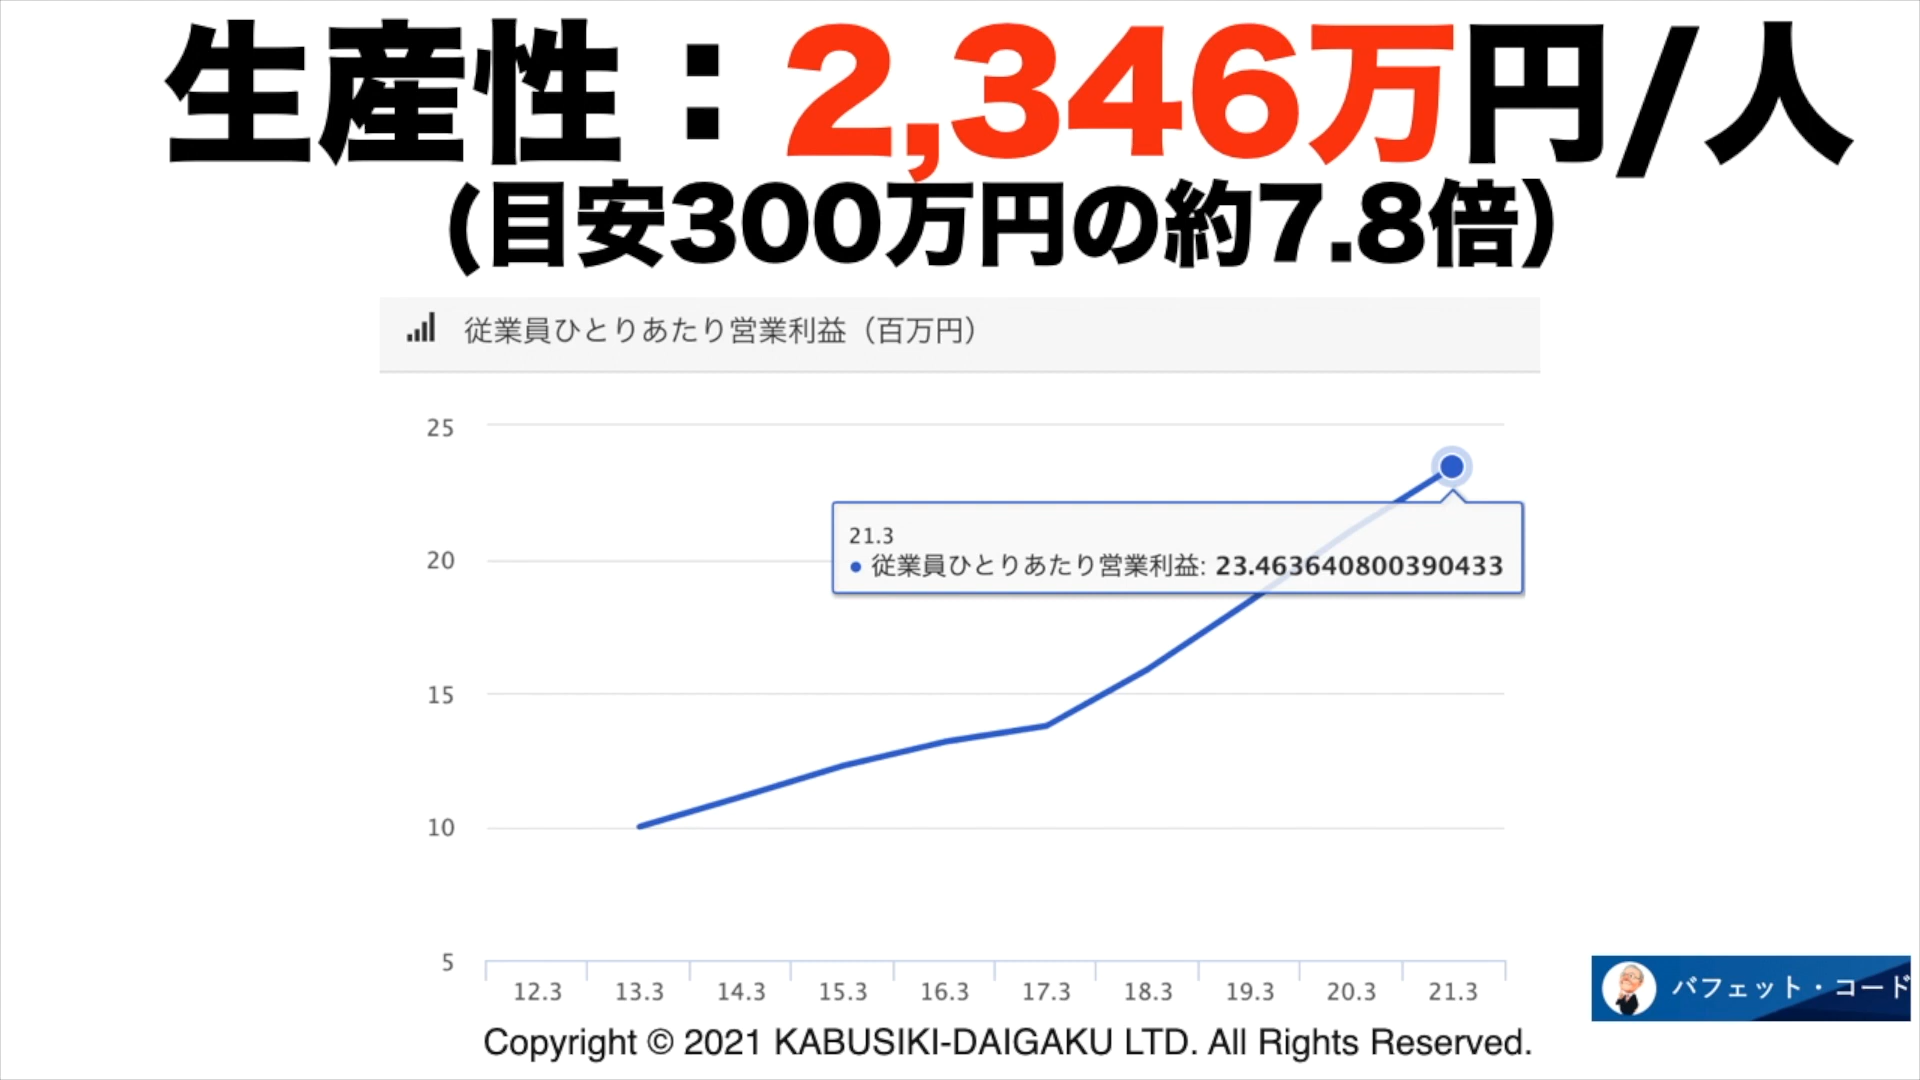 生産性：2,346万円/人
(目安300万円の約7.8倍)
従業員ひとりあたり営業利益（百万円）
25
20
15
10
5
21.3
従業員ひとりあたり営業利益: 23.463640800390433
12.3 13.3 14.3 15.3 16.3 17.3 18.3 19.3 20.3 21.3
バフェット・コード
Copyright © 2021 KABUSIKI-DAIGAKU LTD. All Rights Reserved.